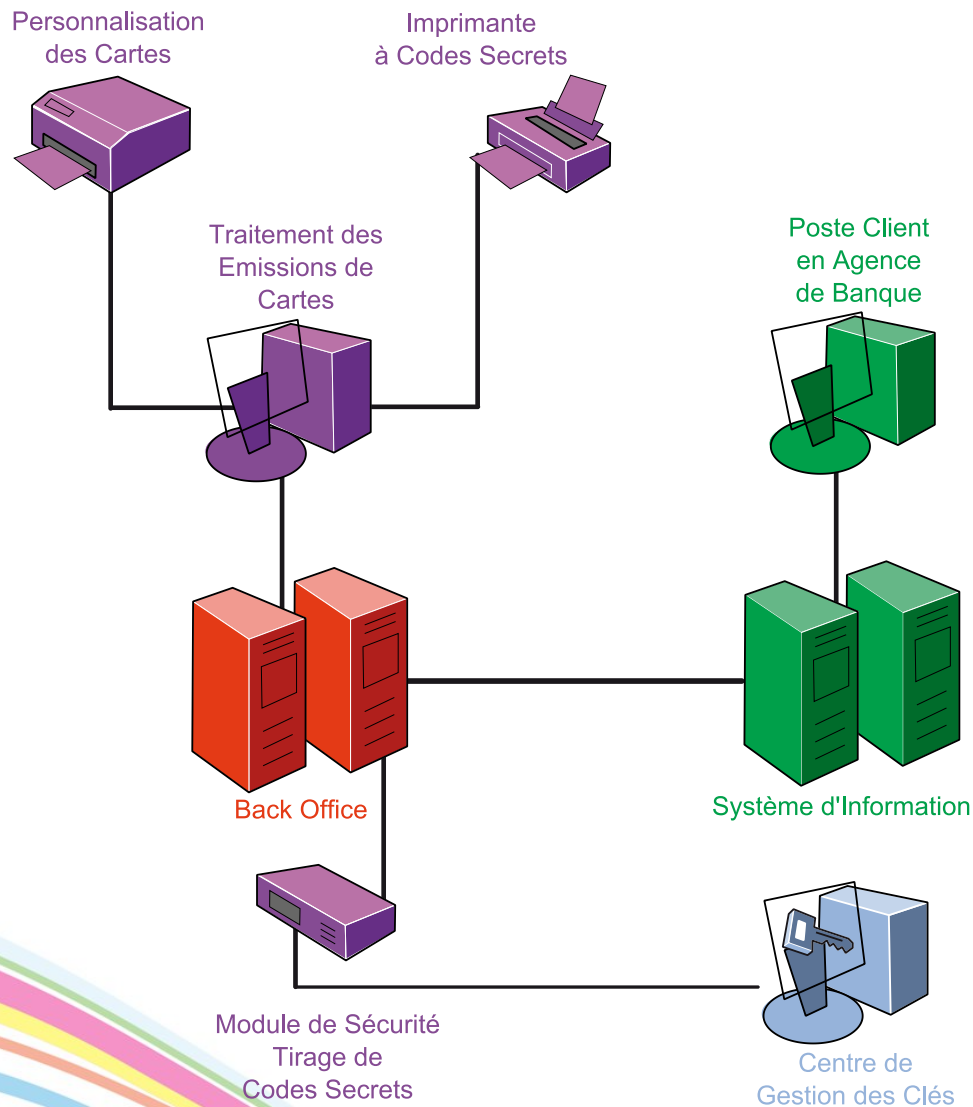 Personnalisation
des Cartes
Imprimante
à Codes Secrets
Traitement des
Emissions de
Cartes
Poste Client
en Agence
de Banque
Back Office
Système d'Information
Module de Sécurité
Tirage de
Codes Secrets
Centre de
Gestion des Clés